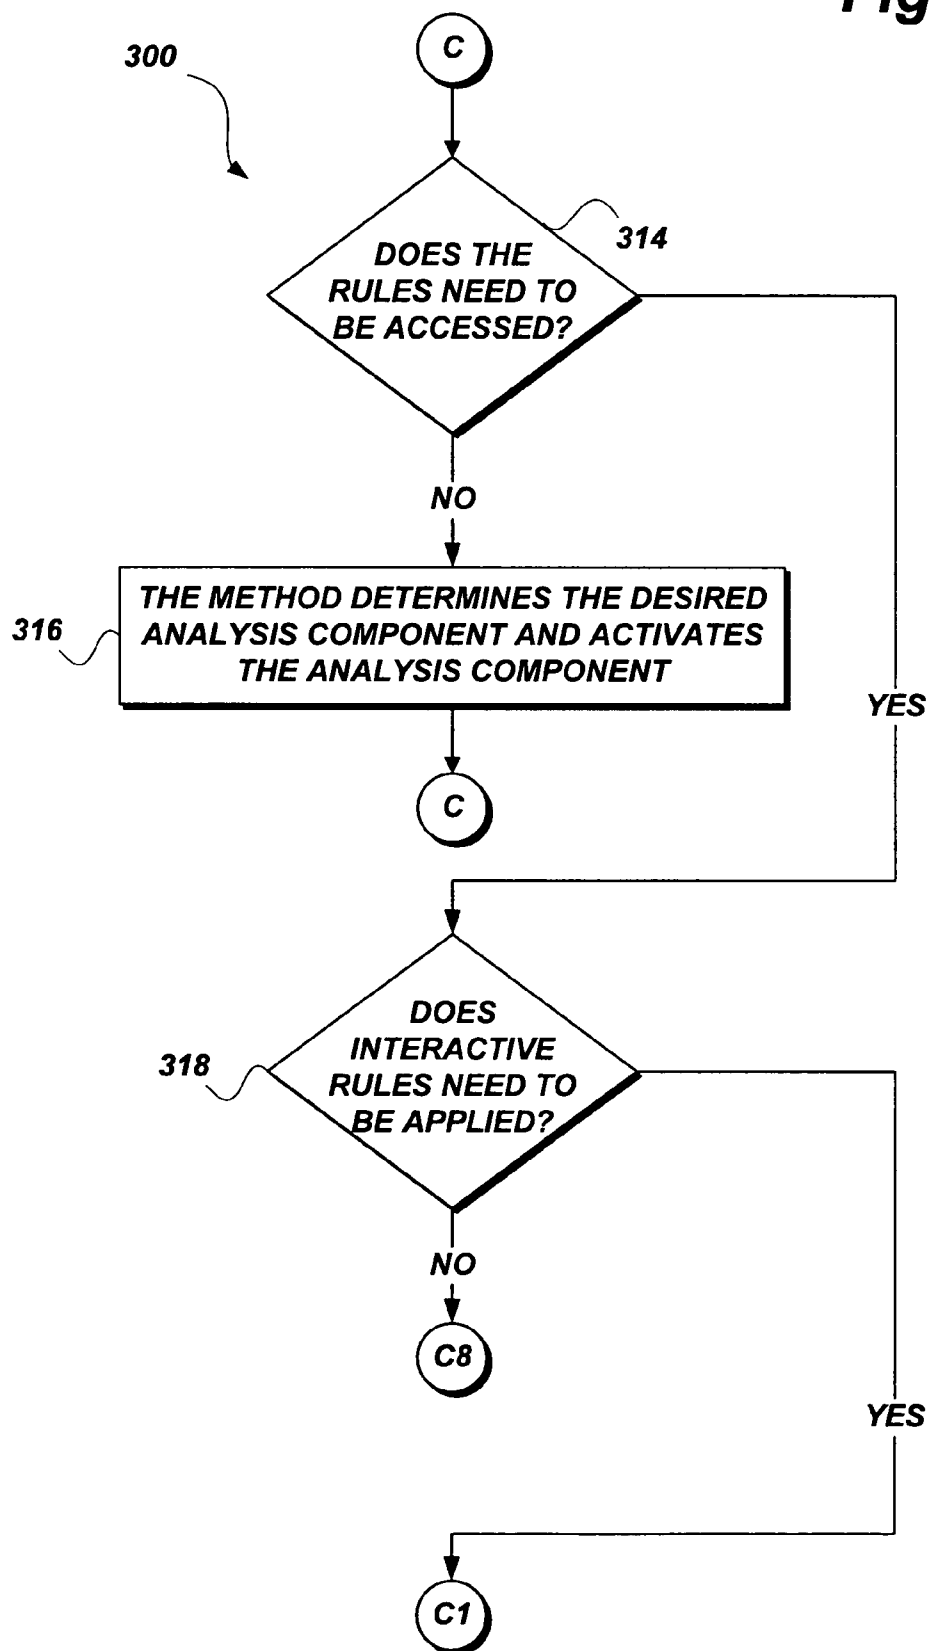 Fig
C
300
314
DOES THE
RULES NEED TO
BE ACCESSED?
NO
THE METHOD DETERMINES THE DESIRED
ANALYSIS COMPONENT AND ACTIVATES
THE ANALYSIS COMPONENT
316
YES
C
DOES
INTERACTIVE
RULES NEED TO
BE APPLIED?
318
NO
C8
YES
C1